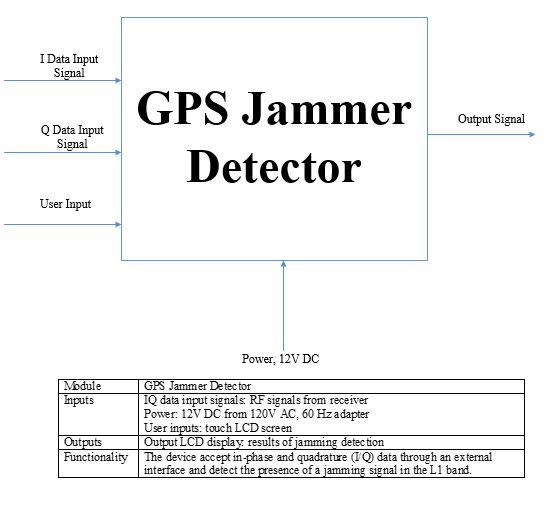 I Data Input
Signal
GPS Jammer
Detector
Output Signal
Q Data Input
Signal
User Input
Power, 12V DC
Module GPS Jammer Detector
Inputs IQ data input signals: RF signals from receiver
Power: 12V DC from 120V AC, 60 Hz adapter
User inputs: touch LCD screen
Outputs Output LCD display: results of jamming detection
Functionality The device accept in-phase and quadrature (I/Q) data through an external
interface and detect the presence of a jamming signal in the L1 band.